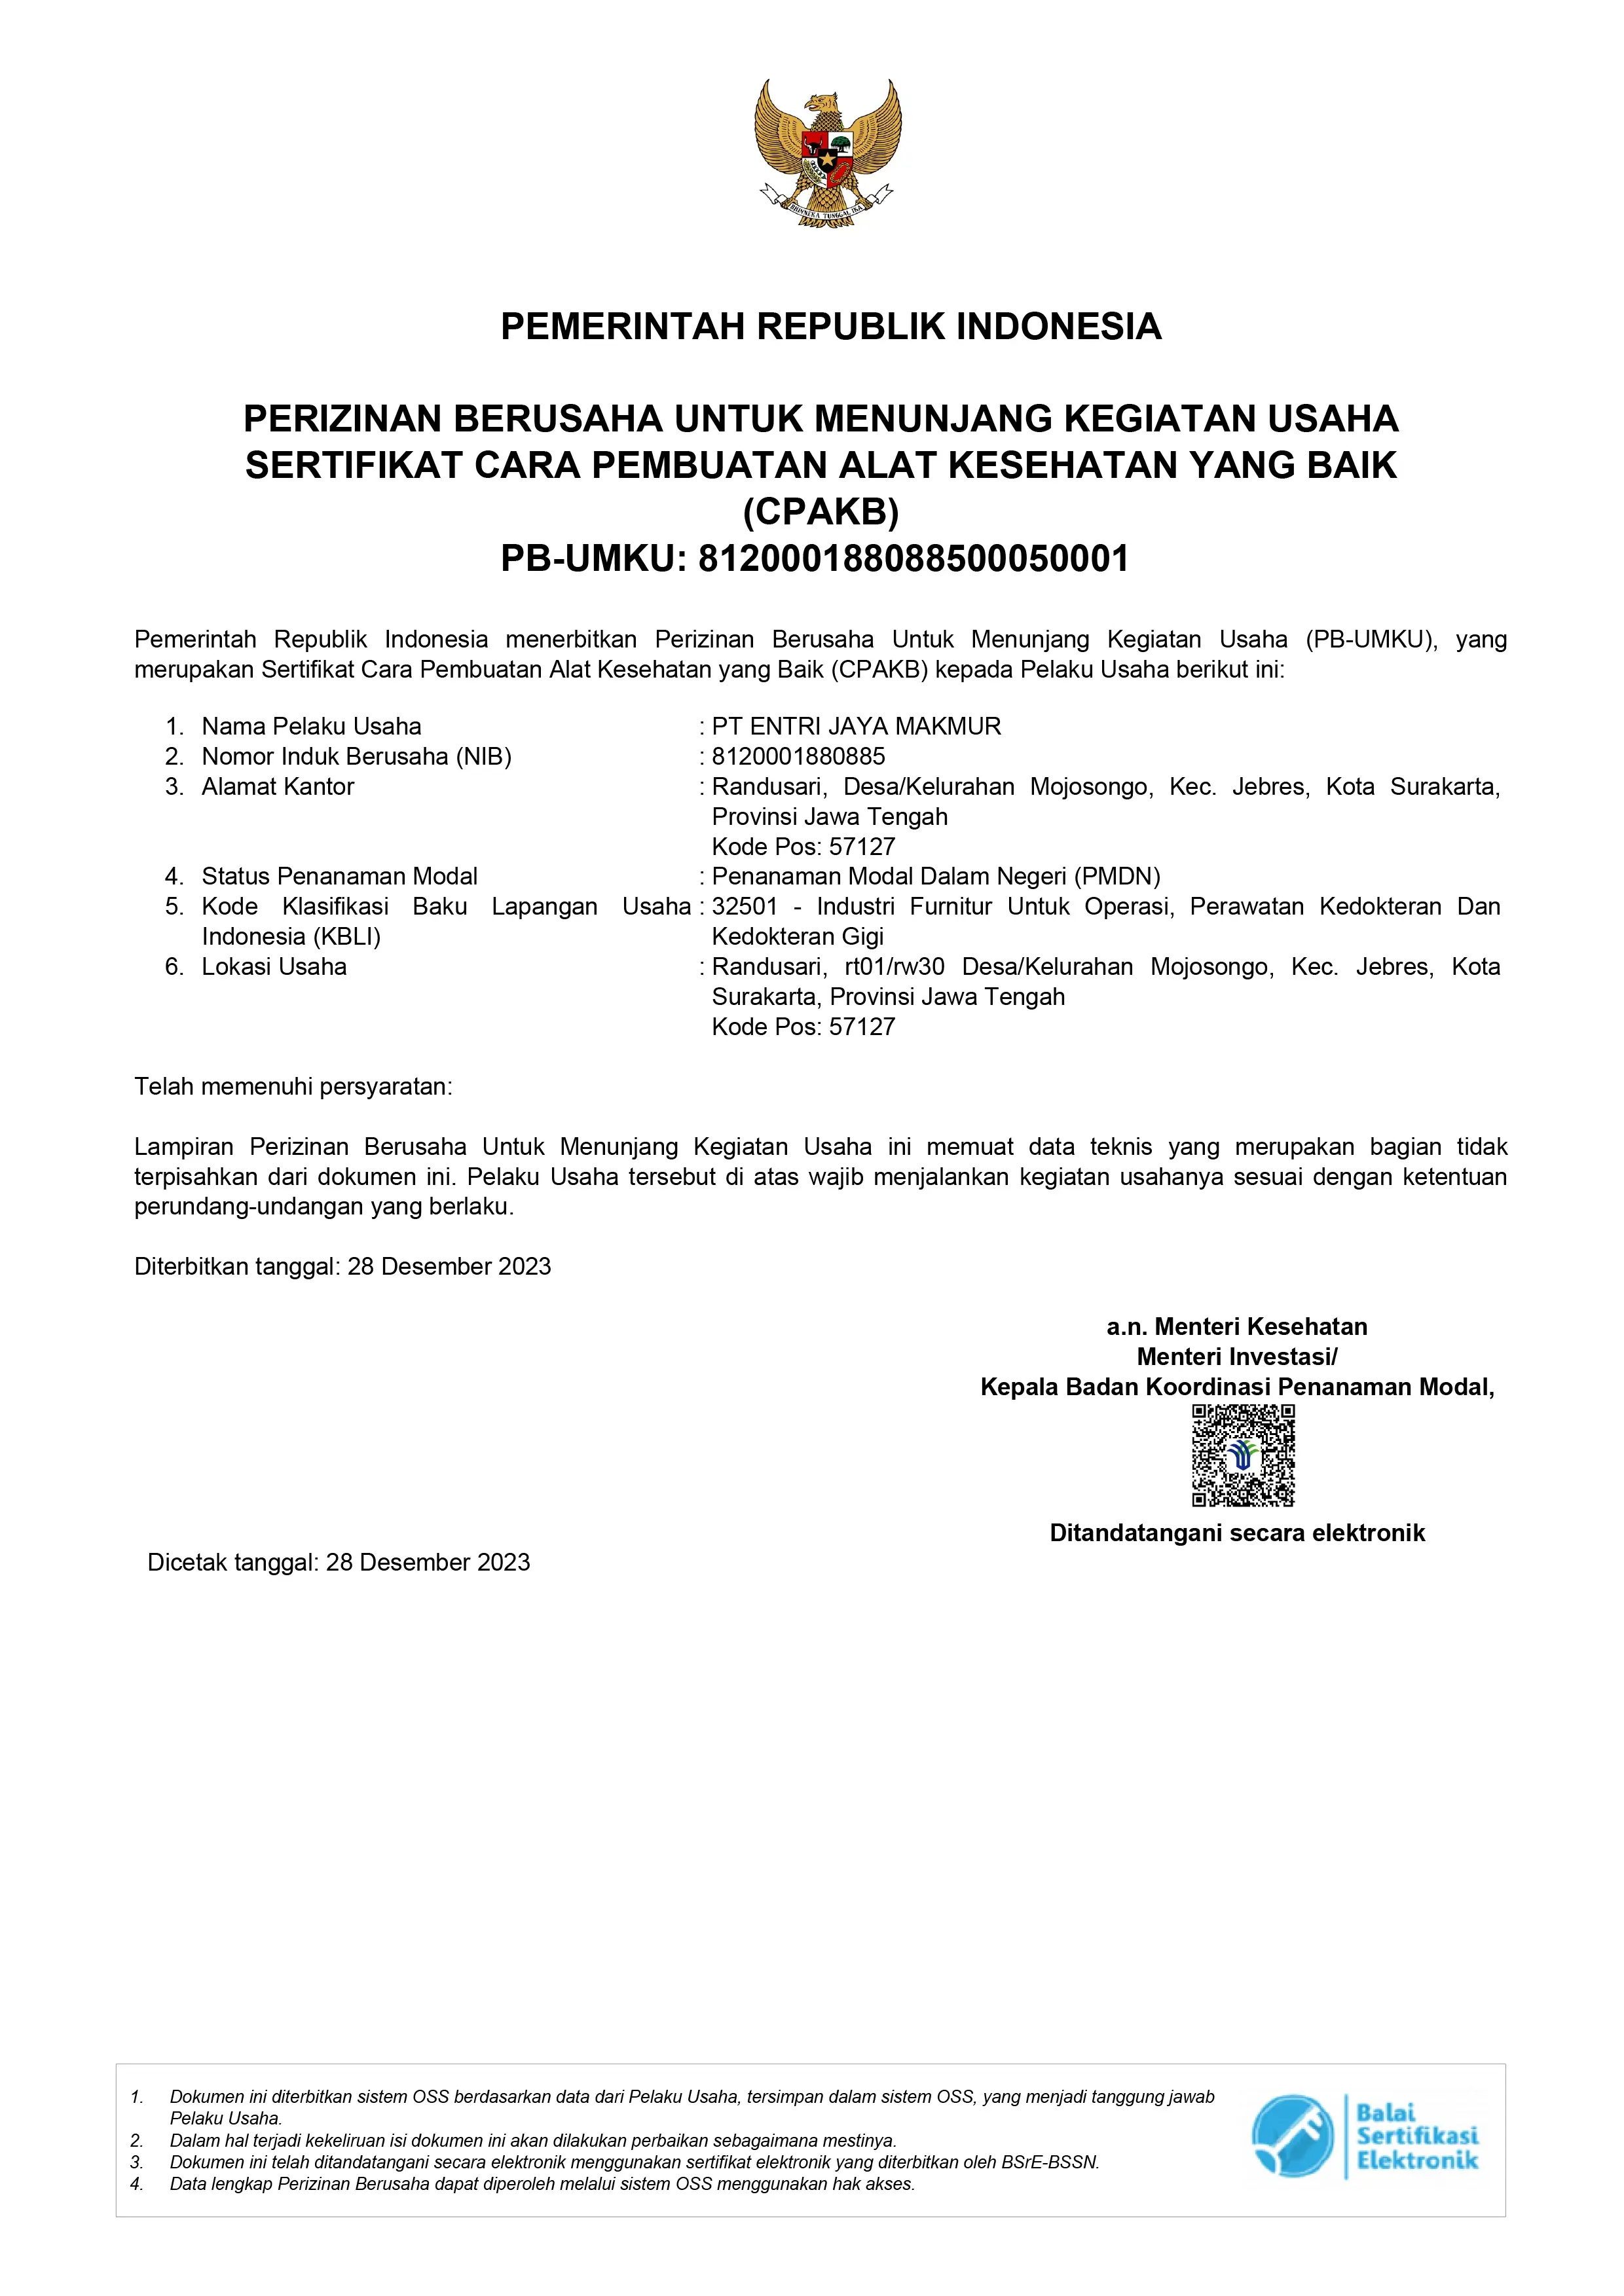 BHINNEKA TUNGGAL IKA
PEMERINTAH REPUBLIK INDONESIA
PERIZINAN BERUSAHA UNTUK MENUNJANG KEGIATAN USAHA
SERTIFIKAT CARA PEMBUATAN ALAT KESEHATAN YANG BAIK
(CPAKB)
PB-UMKU: 812000188088500050001
Pemerintah Republik Indonesia menerbitkan Perizinan Berusaha Untuk Menunjang Kegiatan Usaha (PB-UMKU), yang
merupakan Sertifikat Cara Pembuatan Alat Kesehatan yang Baik (CPAKB) kepada Pelaku Usaha berikut ini:
1. Nama Pelaku Usaha : PT ENTRI JAYA MAKMUR
2. Nomor Induk Berusaha (NIB) : 8120001880885
3. Alamat Kantor : Randusari, Desa/Kelurahan Mojosongo, Kec. Jebres, Kota Surakarta,
Provinsi Jawa Tengah
Kode Pos: 57127
4. Status Penanaman Modal : Penanaman Modal Dalam Negeri (PMDN)
5. Kode Klasifikasi Baku Lapangan Usaha : 32501 - Industri Furnitur Untuk Operasi, Perawatan Kedokteran Dan
Indonesia (KBLI) Kedokteran Gigi
6. Lokasi Usaha : Randusari, rt01/rw30 Desa/Kelurahan Mojosongo, Kec. Jebres, Kota
Surakarta, Provinsi Jawa Tengah
Kode Pos: 57127
Telah memenuhi persyaratan:
Lampiran Perizinan Berusaha Untuk Menunjang Kegiatan Usaha ini memuat data teknis yang merupakan bagian tidak
terpisahkan dari dokumen ini. Pelaku Usaha tersebut di atas wajib menjalankan kegiatan usahanya sesuai dengan ketentuan
perundang-undangan yang berlaku.
Diterbitkan tanggal: 28 Desember 2023
a.n. Menteri Kesehatan
Menteri Investasi/
Kepala Badan Koordinasi Penanaman Modal,
Ditandatangani secara elektronik
Dicetak tanggal: 28 Desember 2023
1. Dokumen ini diterbitkan sistem OSS berdasarkan data dari Pelaku Usaha, tersimpan dalam sistem OSS, yang menjadi tanggung jawab
Pelaku Usaha.
2. Dalam hal terjadi kekeliruan isi dokumen ini akan dilakukan perbaikan sebagaimana mestinya.
3. Dokumen ini telah ditandatangani secara elektronik menggunakan sertifikat elektronik yang diterbitkan oleh BSrE-BSSN.
4. Data lengkap Perizinan Berusaha dapat diperoleh melalui sistem OSS menggunakan hak akses.
Balai
Sertifikasi
Elektronik